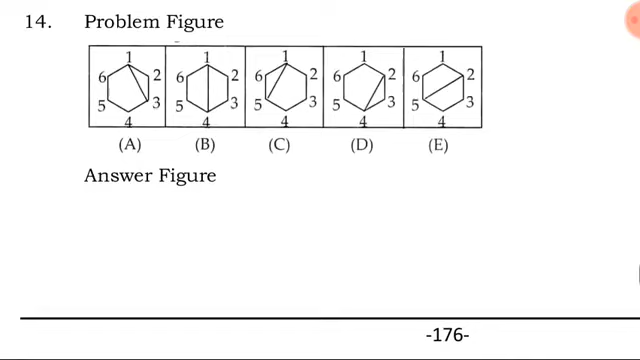 14. Problem Figure
1 1 1 1 1
6 2 6 2 6 2 6 2 6 2
5 3 5 3 5 3 5 3 5 3
4 4 4 4 4
(A) (B) (C) (D) (E)
Answer Figure
-176-